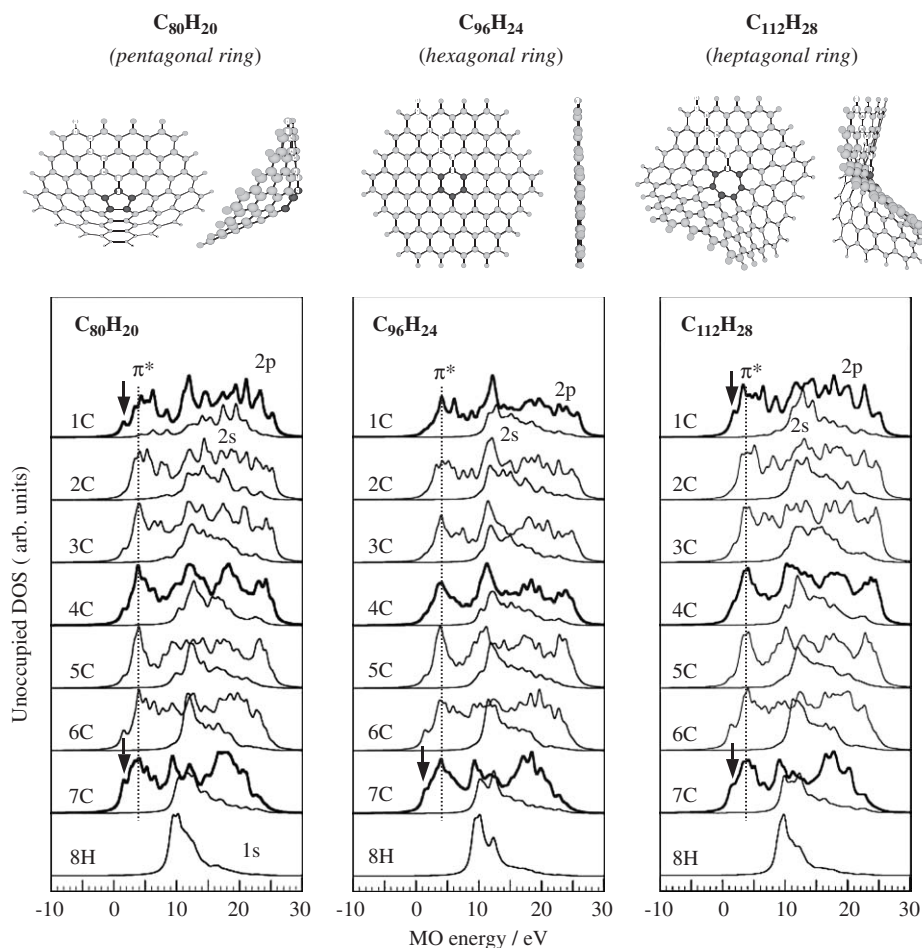 C80H20
(pentagonal ring)
C96H24
(hexagonal ring)
C112H28
(heptagonal ring)
Unoccupied DOS ( arb. units)
C80H20
π*
2p
1C
2s
2C
3C
4C
5C
6C
7C
8H
1s
-10 0 10 20 30
C96H24
π*
2p
1C
2s
2C
3C
4C
5C
6C
7C
8H
-10 0 10 20 30
C112H28
π*
2p
1C
2s
2C
3C
4C
5C
6C
7C
8H
-10 0 10 20 30
MO energy / eV